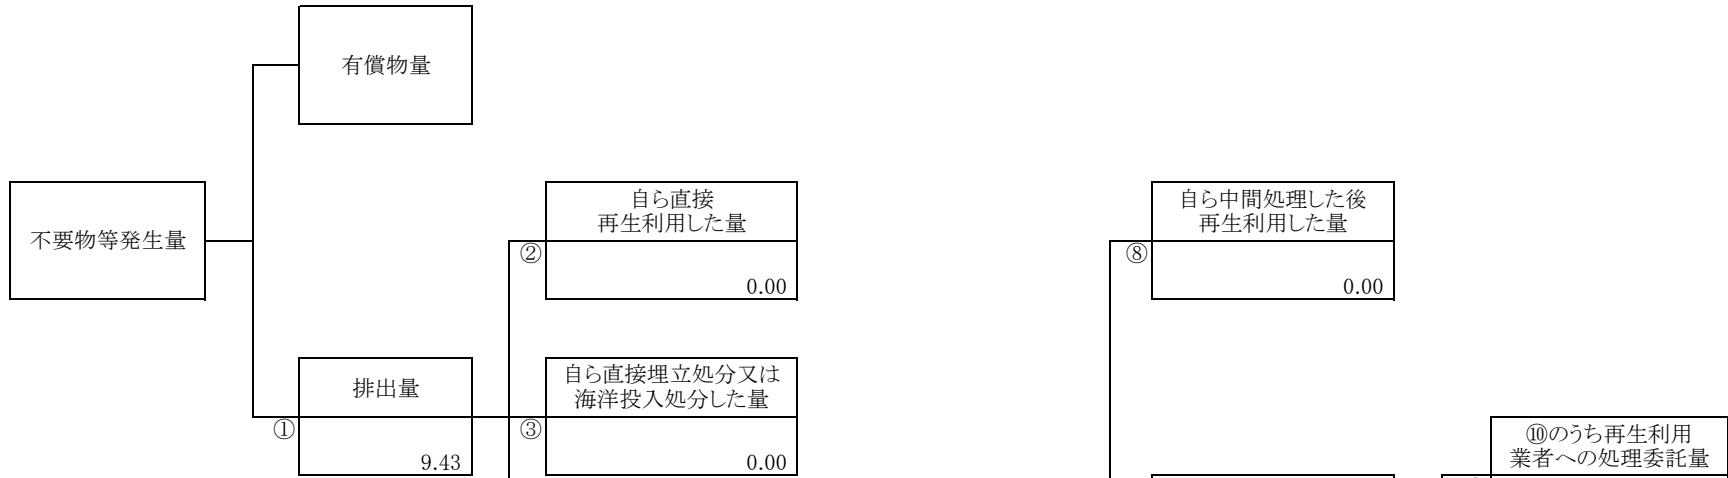 有償物量
不要物等発生量
自ら直接
再生利用した量
②
0.00
自ら中間処理した後
再生利用した量
⑧
0.00
排出量
①
9.43
自ら直接埋立処分又は
海洋投入処分した量
③
0.00
⑩のうち再生利用
業者への処理委託量